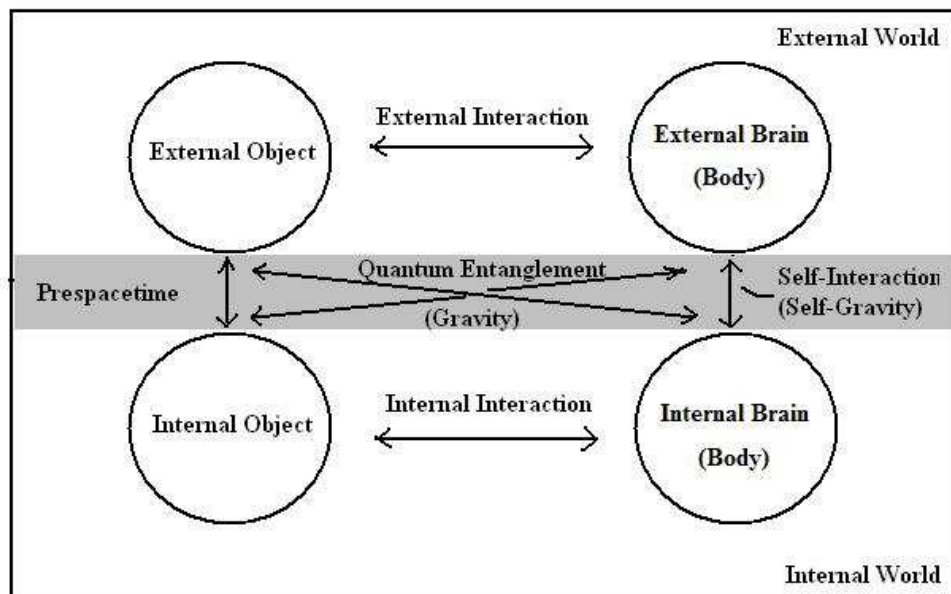 External World
External Interaction
External Object
External Brain
(Body)
Quantum Entanglement
Prespacetime
Self-Interaction
(Self-Gravity)
(Gravity)
Internal Interaction
Internal Object
Internal Brain
(Body)
Internal World